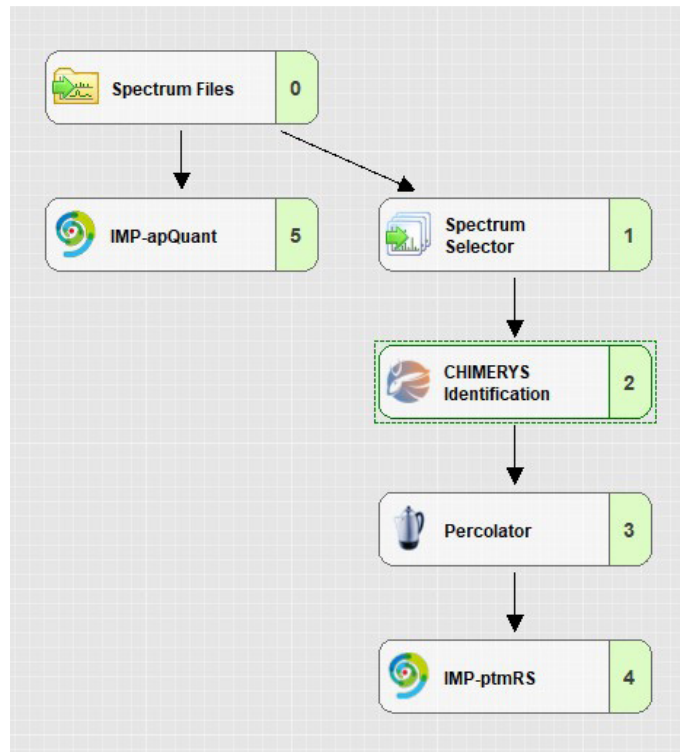 Spectrum Files 0
IMP-apQuant 5
Spectrum
Selector 1
CHIMERYS
Identification 2
Percolator 3
IMP-ptmRS 4